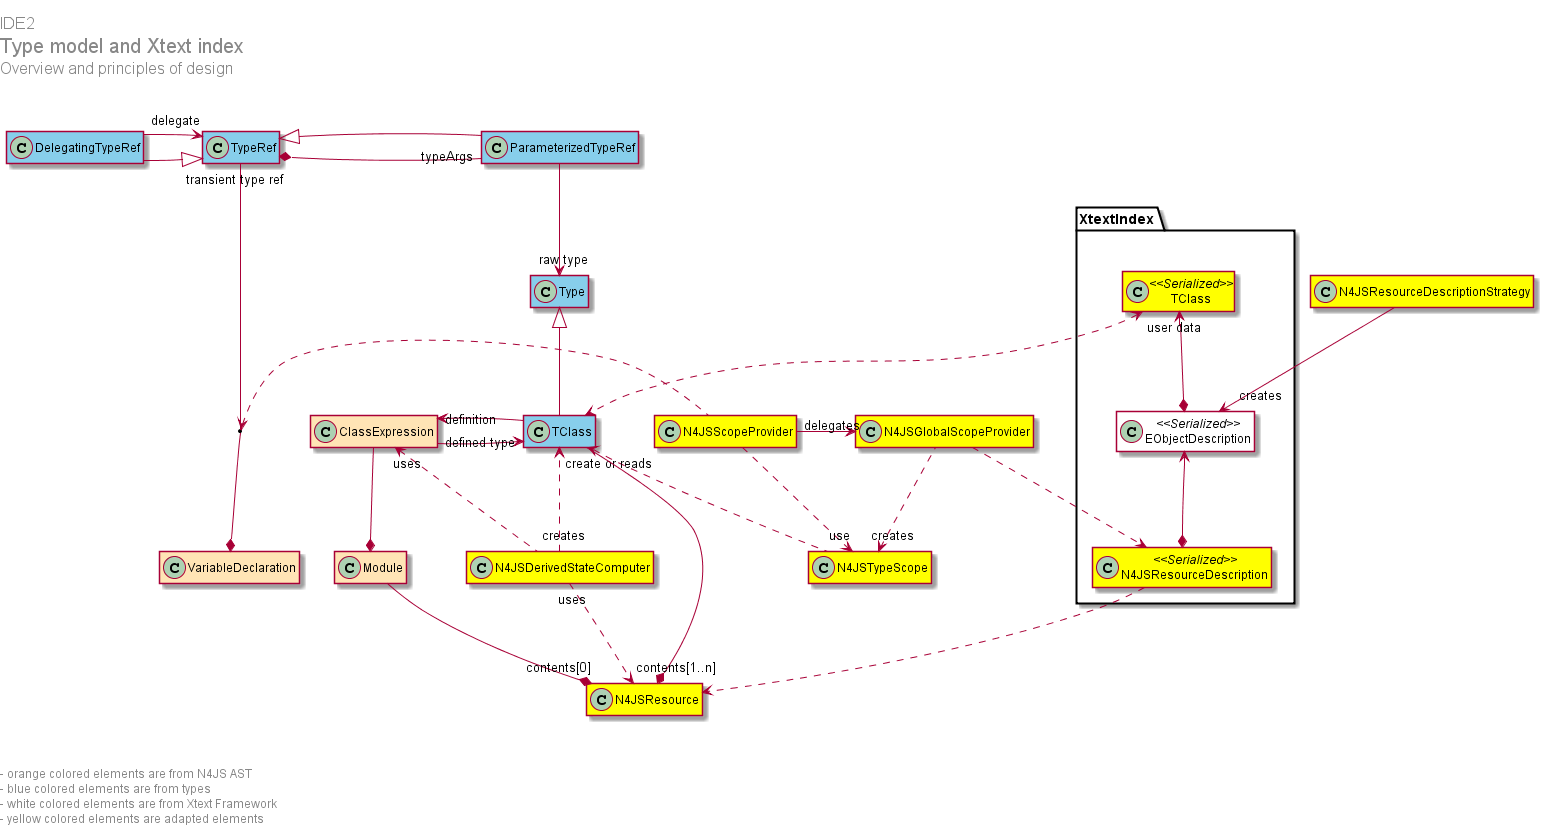 IDE2
Type model and Xtext index
Overview and principles of design
delegate
C DelegatingTypeRef
C TypeRef
typeArgs
C ParameterizedTypeRef
transient type ref
XtextIndex
raw type
C Type
<<Serialized>>
C TClass
C N4JSResourceDescriptionStrategy
user data
creates
C ClassExpression
definition
defined type
C TClass
C N4JSScopeProvider
delegates
C N4JSGlobalScopeProvider
<<Serialized>>
C EObjectDescription
uses
create or reads
creates
use
creates
C VariableDeclaration
C Module
C N4JSDerivedStateComputer
C N4JSTypeScope
<<Serialized>>
C N4JSResourceDescription
uses
contents[0]
contents[1..n]
C N4JSResource
- orange colored elements are from N4JS AST
- blue colored elements are from types
- white colored elements are from Xtext Framework
- yellow colored elements are adapted elements